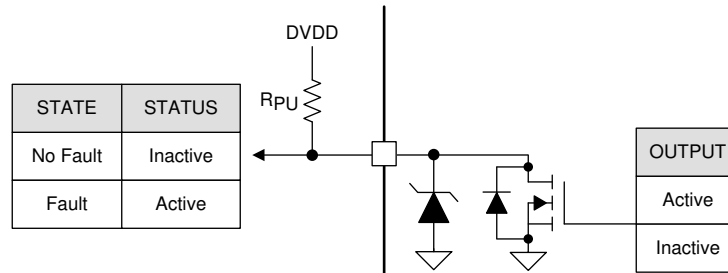 DVDD
RPU
STATE STATUS
No Fault Inactive
Fault Active
OUTPUT
Active
Inactive